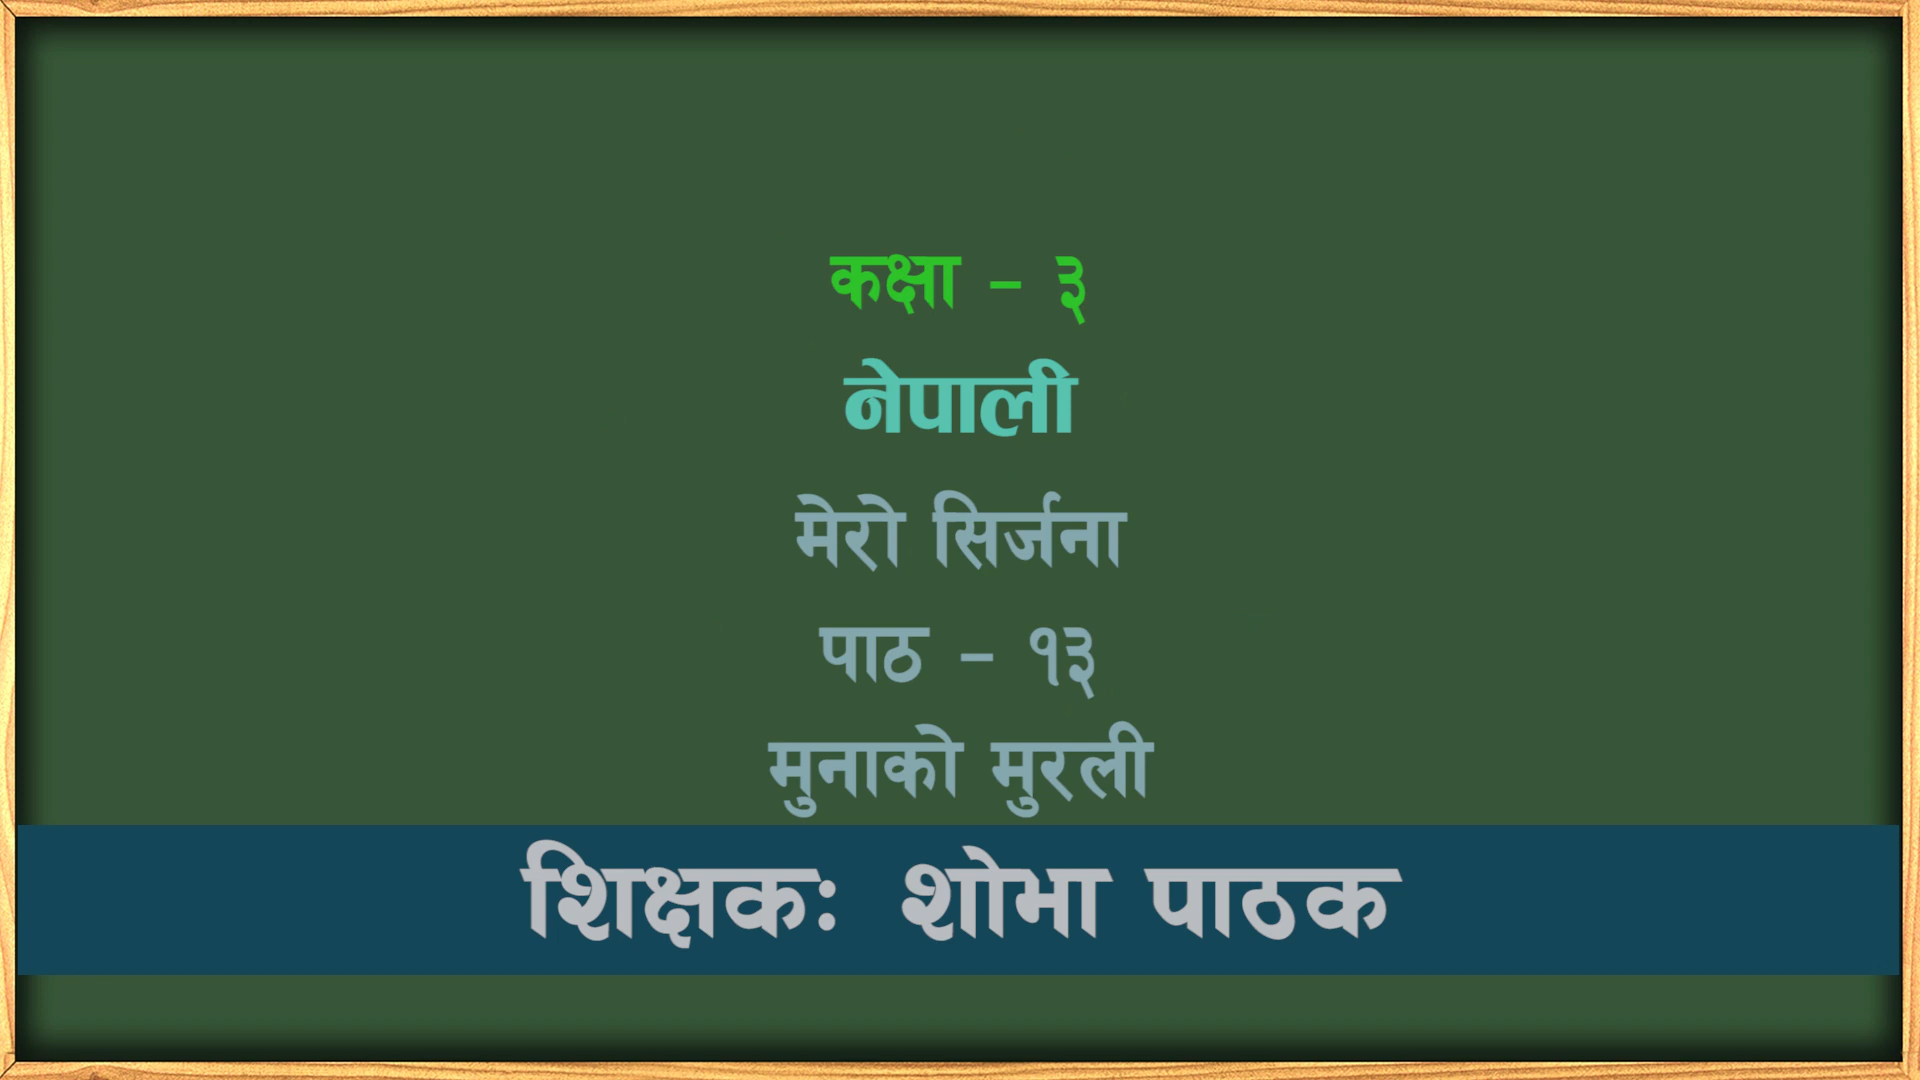 कक्षा – ३
नेपाली
मेरो सिर्जना
पाठ – १३
मुनाको मुरली
शिक्षकः शोभा पाठक